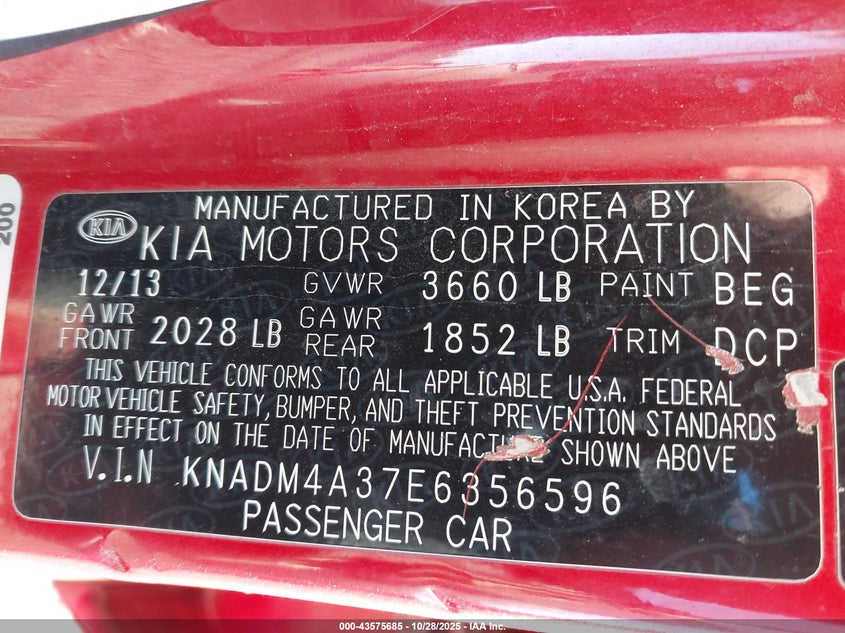 200
MANUFACTURED IN KOREA BY
KIA KIA MOTORS CORPORATION
12/13 GVWR 3660 LB PAINT BEG
GAWR FRONT 2028 LB GAWR REAR 1852 LB TRIM DCP
THIS VEHICLE CONFORMS TO ALL APPLICABLE U.S.A. FEDERAL
MOTOR VEHICLE SAFETY, BUMPER, AND THEFT PREVENTION STANDARDS
IN EFFECT ON THE DATE OF MANUFACTURE SHOWN ABOVE
V.I.N KNADM4A37E6356596
PASSENGER CAR
000-43575685 - 10/28/2025 - IAA Inc.